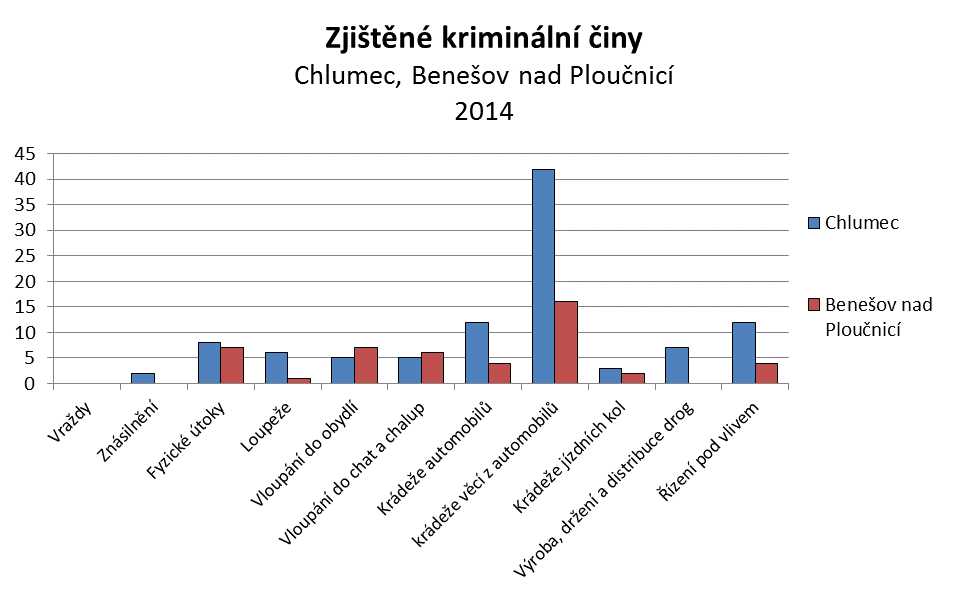 Zjištěné kriminální činy
Chlumec, Benešov nad Ploučnicí
2014
45
40
35
30
25
20
15
10
5
0
Vraždy
Znásilnění
Fyzické útoky
Loupeže
Vloupání do obydlí
Vloupání do chat a chalup
Krádeže automobilů
krádeže věcí z automobilů
Krádeže jízdních kol
Výroba, držení a distribuce drog
Řízení pod vlivem
Chlumec
Benešov nad
Ploučnicí